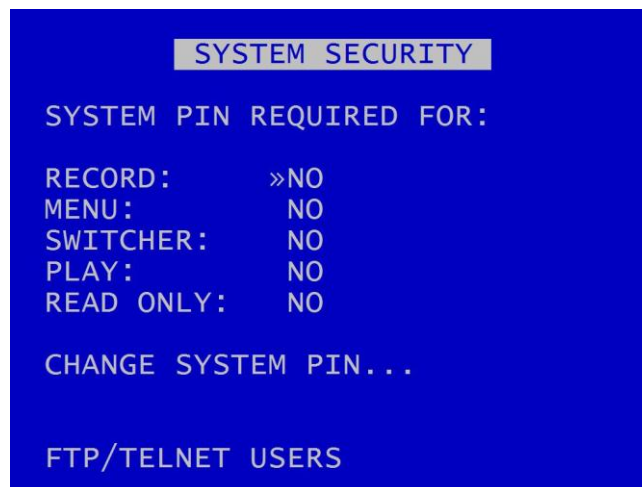 SYSTEM SECURITY
SYSTEM PIN REQUIRED FOR:
RECORD: »NO
MENU: NO
SWITCHER: NO
PLAY: NO
READ ONLY: NO
CHANGE SYSTEM PIN...
FTP/TELNET USERS